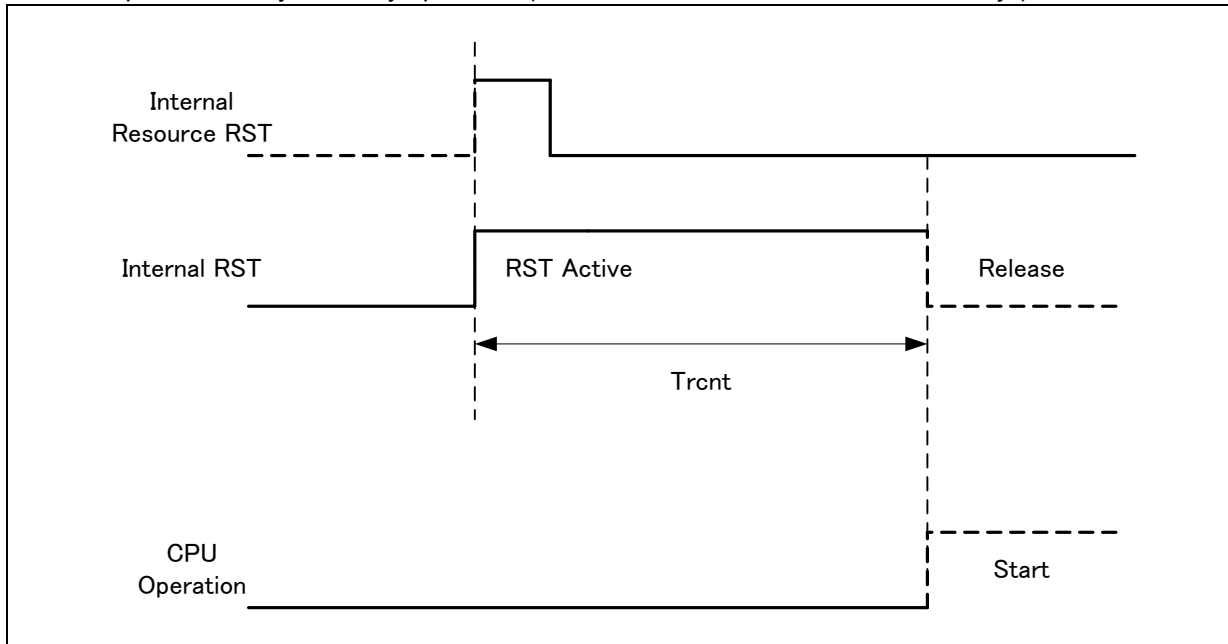 Internal
Resource RST
Internal RST
RST Active
Release
Trcnt
CPU
Operation
Start